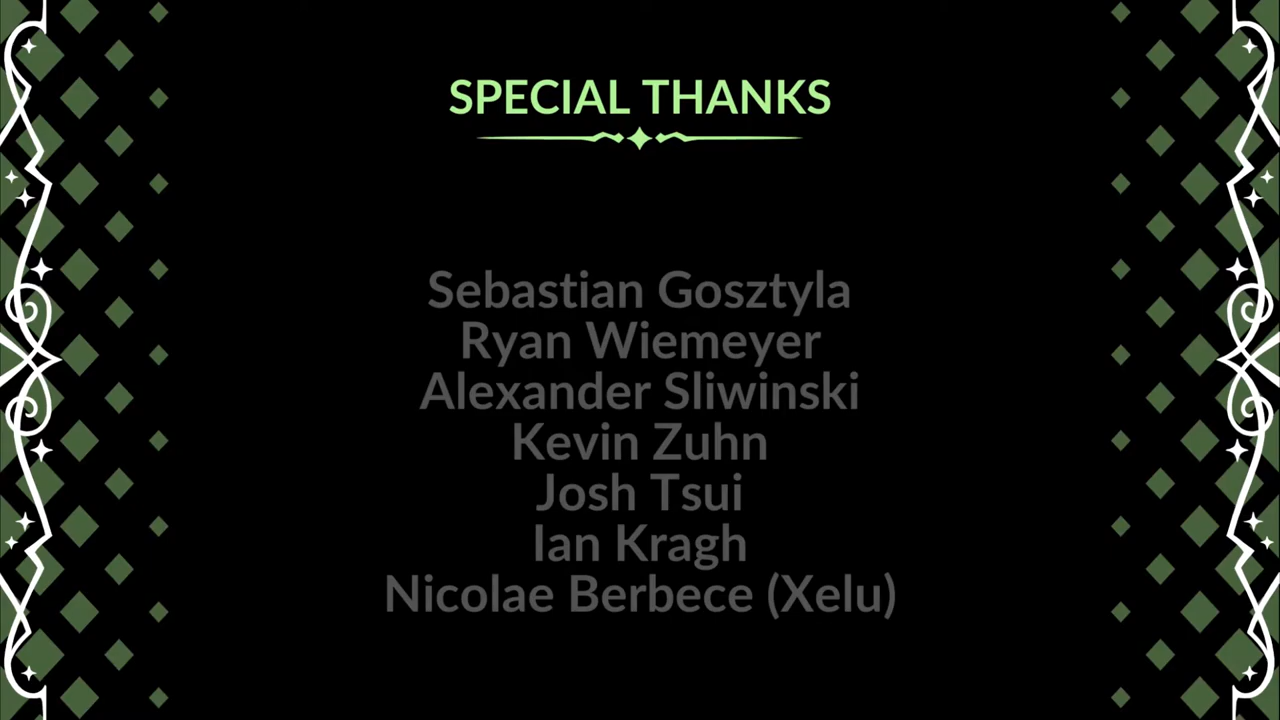 SPECIAL THANKS
Sebastian Gosztyla
Ryan Wiemeyer
Alexander Sliwinski
Kevin Zuhn
Josh Tsui
Ian Kragh
Nicolae Berbece (Xelu)